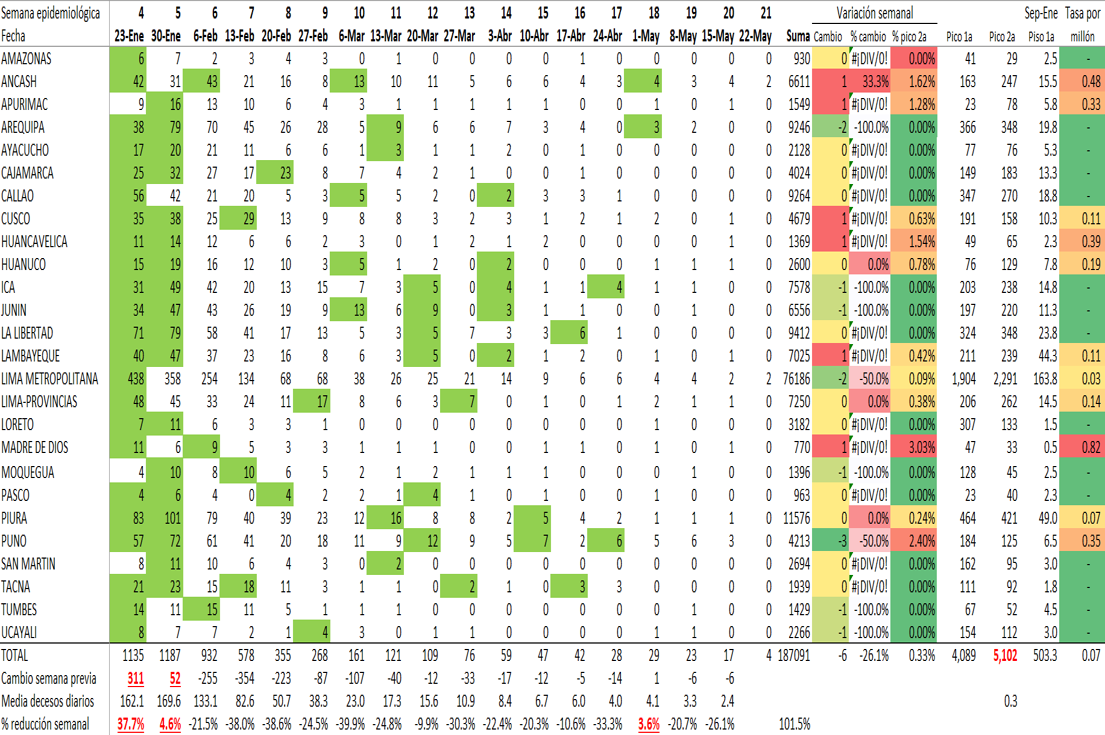 Semana epidemiológica 4 5 6 7 8 9 10 11 12 13 14 15 16 17 18 19 20 21 Variación semanal Sep-Ene Tasa por
Fecha 23-Ene 30-Ene 6-Feb 13-Feb 20-Feb 27-Feb 6-Mar 13-Mar 20-Mar 27-Mar 3-Abr 10-Abr 17-Abr 24-Abr 1-May 8-May 15-May 22-May Suma Cambio % cambio % pico 2a Pico 1a Pico 2a Piso 1a millón
AMAZONAS 6 7 2 3 4 3 0 1 0 0 0 0 1 0 0 0 0 0 930 0 #¡DIV/0! 0.00% 41 29 2.5 -
ANCASH 42 31 43 21 16 8 13 10 11 5 6 6 4 3 4 3 4 2 6611 1 33.3% 1.62% 163 247 15.5 0.48
APURIMAC 9 16 13 10 6 4 3 1 1 1 1 1 0 0 1 0 1 0 1549 1 #¡DIV/0! 1.28% 23 78 5.8 0.33
AREQUIPA 38 79 70 45 26 28 5 9 6 6 7 3 4 0 3 2 0 0 9246 -2 -100.0% 0.00% 366 348 19.8 -
AYACUCHO 17 20 21 11 6 6 1 3 1 1 2 0 1 0 0 0 0 0 2128 0 #¡DIV/0! 0.00% 77 76 5.3 -
CAJAMARCA 25 32 27 17 23 8 7 4 2 1 0 0 1 0 0 0 0 0 4024 0 #¡DIV/0! 0.00% 149 183 13.3 -
CALLAO 56 42 21 20 5 3 5 5 2 0 2 3 3 1 0 0 0 0 9264 0 #¡DIV/0! 0.00% 347 270 18.8 -
CUSCO 35 38 25 29 13 9 8 8 3 2 3 1 2 2 1 0 1 0 4679 1 #¡DIV/0! 0.63% 191 158 10.3 0.11
HUANCAVELICA 11 14 12 6 6 2 3 0 1 2 1 2 0 0 0 0 1 0 1369 1 #¡DIV/0! 1.54% 49 65 2.3 0.39
HUANUCO 15 19 16 12 10 3 5 1 2 0 2 0 0 0 1 1 1 0 2600 0 0.0% 0.78% 76 129 7.8 0.19
ICA 31 49 42 20 13 15 7 3 5 0 4 1 1 4 0 1 0 0 7578 -1 -100.0% 0.00% 203 238 14.8 -
JUNIN 34 47 43 26 19 9 13 6 9 0 3 1 1 0 0 1 0 0 6556 -1 -100.0% 0.00% 197 220 11.3 -
LA LIBERTAD 71 79 58 41 17 13 5 3 5 7 3 3 6 1 0 0 0 0 9412 0 #¡DIV/0! 0.00% 324 348 23.8 -
LAMBAYEQUE 40 47 37 23 16 8 6 3 5 0 2 1 2 0 1 0 1 0 7025 1 #¡DIV/0! 0.42% 211 239 44.3 0.11
LIMA METROPOLITANA 438 358 254 134 68 68 38 26 25 21 14 9 6 6 4 4 2 2 76186 -2 -50.0% 0.09% 1,904 2,291 163.8 0.03
LIMA-PROVINCIAS 48 45 33 24 11 17 8 6 3 7 0 1 0 1 2 1 1 0 7250 0 0.0% 0.38% 206 262 14.5 0.14
LORETO 7 11 6 3 3 1 0 0 0 0 0 0 0 0 0 0 0 0 3182 0 #¡DIV/0! 0.00% 307 133 1.5 -
MADRE DE DIOS 11 6 9 5 3 3 1 1 1 0 0 0 0 1 1 0 1 0 770 1 #¡DIV/0! 3.03% 47 33 0.5 0.82
MOQUEGUA 4 10 8 10 6 5 2 1 2 1 1 1 0 0 0 1 0 0 1396 -1 -100.0% 0.00% 128 45 2.5 -
PASCO 4 6 4 0 4 2 2 1 4 1 0 1 0 0 1 0 0 0 963 0 #¡DIV/0! 0.00% 23 40 2.3 -
PIURA 83 101 79 40 39 23 12 16 8 8 2 5 4 2 1 1 1 0 11576 0 0.0% 0.24% 464 421 49.0 0.07
PUNO 57 72 61 41 20 18 11 9 12 9 5 7 2 6 5 6 3 0 4213 -3 -50.0% 2.40% 184 125 6.5 0.35
SAN MARTIN 8 11 10 6 4 3 0 2 0 0 0 0 0 0 0 0 0 0 2694 0 #¡DIV/0! 0.00% 162 95 3.0 -
TACNA 21 23 15 18 11 3 1 1 0 2 1 0 3 3 0 0 0 0 1939 0 #¡DIV/0! 0.00% 111 92 1.8 -
TUMBES 14 11 15 11 5 1 1 1 0 0 0 0 0 0 0 1 0 0 1429 -1 -100.0% 0.00% 67 52 4.5 -
UCAYALI 8 7 7 2 1 4 3 0 1 1 0 0 0 0 1 1 0 0 2266 -1 -100.0% 0.00% 154 112 3.0 -
TOTAL 1135 1187 932 578 355 268 161 121 109 76 59 47 42 28 29 23 17 4 187091 -6 -26.1% 0.33% 4,089 5,102 503.3 0.07
Cambio semana previa 311 52 -255 -354 -223 -87 -107 -40 -12 -33 -17 -12 -5 -14 1 -6 -6
Media decesos diarios 162.1 169.6 133.1 82.6 50.7 38.3 23.0 17.3 15.6 10.9 8.4 6.7 6.0 4.0 4.1 3.3 2.4 0.3
% reducción semanal 37.7% 4.6% -21.5% -38.0% -38.6% -24.5% -39.9% -24.8% -9.9% -30.3% -22.4% -20.3% -10.6% -33.3% 3.6% -20.7% -26.1% 101.5%